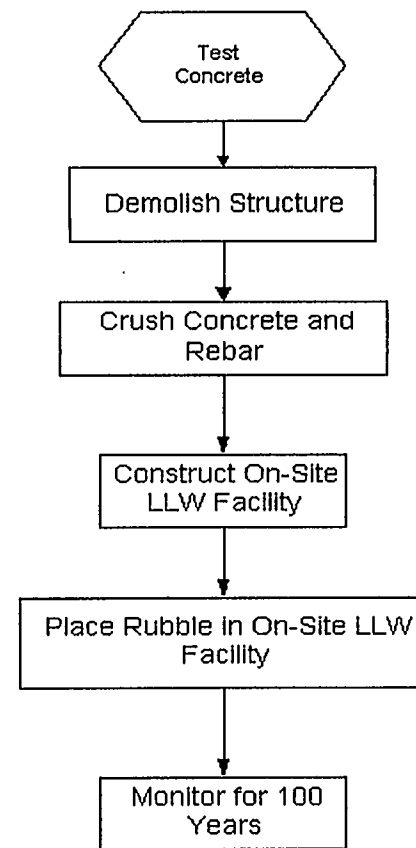 Test
Concrete
Demolish Structure
Crush Concrete and
Rebar
Construct On-Site
LLW Facility
Place Rubble in On-Site LLW
Facility
Monitor for 100
Years